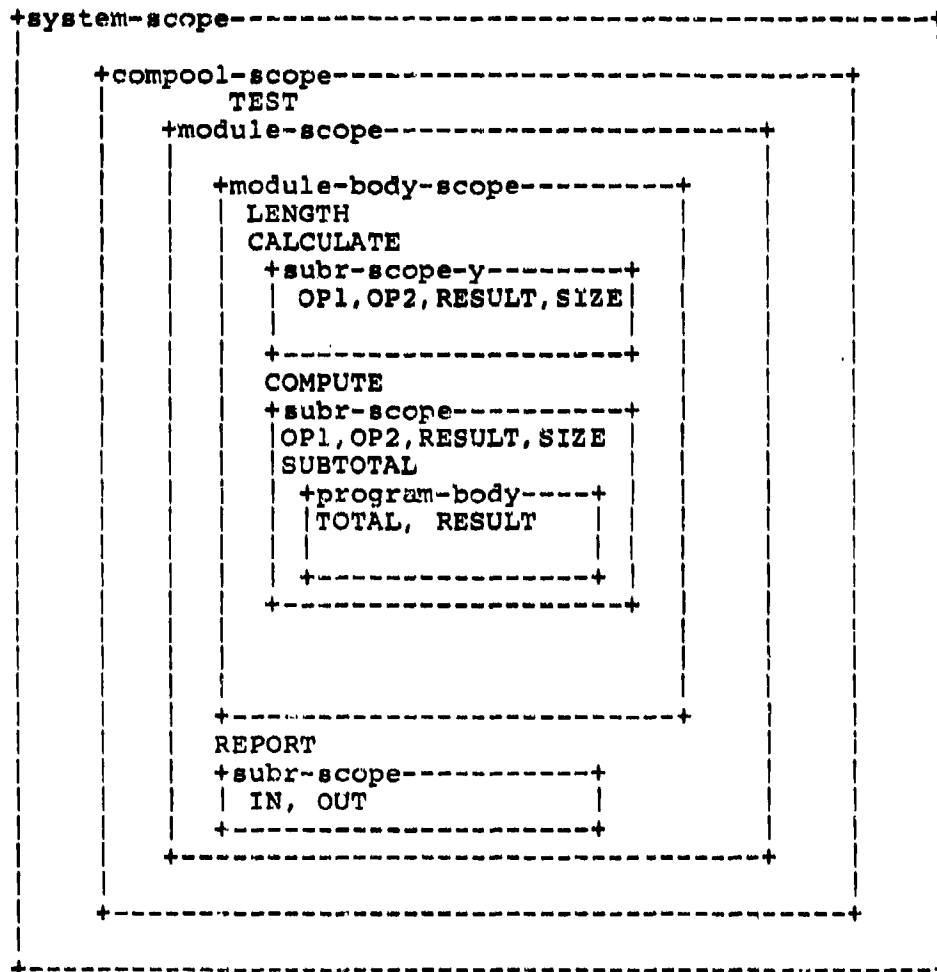 +system-scope-----------------------------------------+
+compool-scope------------------------------+
TEST
+module-scope----------------------+
+module-body-scope---------+
LENGTH
CALCULATE
+subr-scope-y--------+
OP1,OP2,RESULT,SIZE
+--------------------+
COMPUTE
+subr-scope----------+
OP1,OP2,RESULT,SIZE
SUBTOTAL
+program-body----+
TOTAL, RESULT
+----------------+
+--------------------+
+--------------------------+
REPORT
+subr-scope-----------+
IN, OUT
+---------------------+
+----------------------------------+
+-------------------------------------------+
+-----------------------------------------------------+